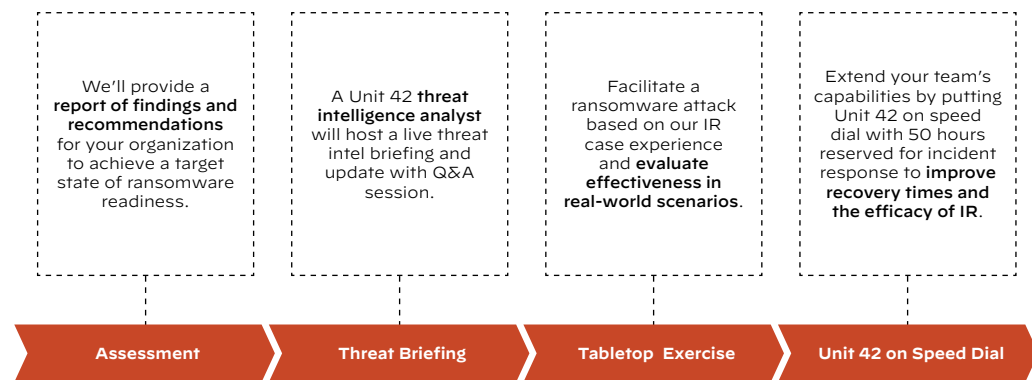 We'll provide a
report of findings and
recommendations
for your organization
to achieve a target
state of ransomware
readiness.
A Unit 42 threat
intelligence analyst
will host a live threat
intel briefing and
update with Q&A
session.
Facilitate a
ransomware attack
based on our IR
case experience
and evaluate
effectiveness in
real-world scenarios.
Extend your team's
capabilities by putting
Unit 42 on speed
dial with 50 hours
reserved for incident
response to improve
recovery times and
the efficacy of IR.
Assessment
Threat Briefing
Tabletop Exercise
Unit 42 on Speed Dial